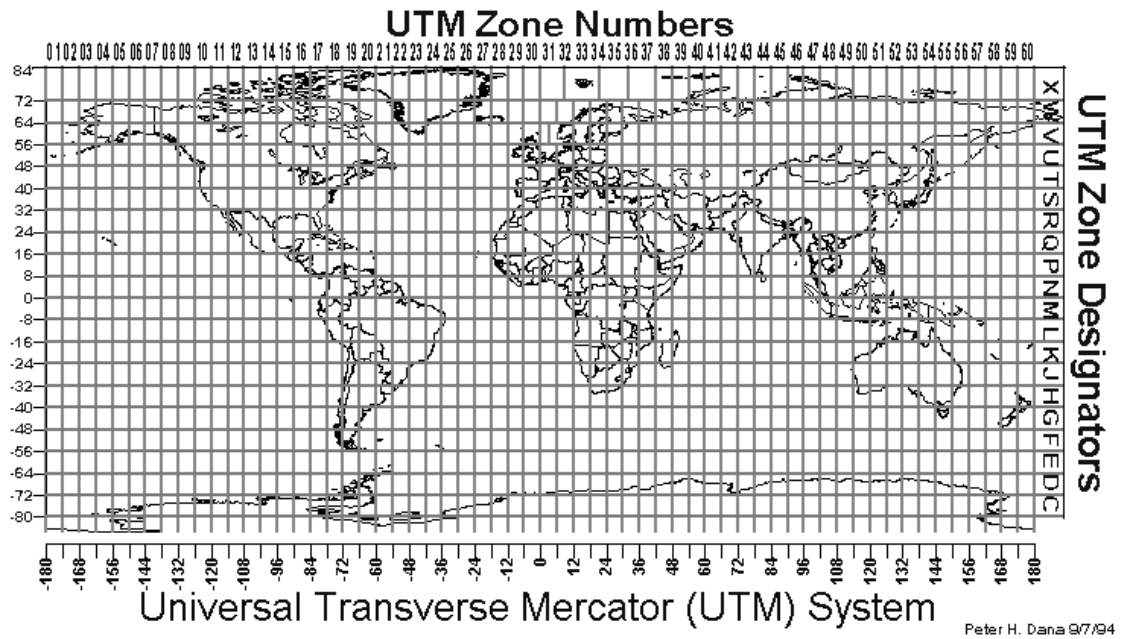 UTM Zone Numbers
01 02 03 04 05 06 07 08 09 10 11 12 13 14 15 16 17 18 19 20 21 22 23 24 25 26 27 28 29 30 31 32 33 34 35 36 37 38 39 40 41 42 43 44 45 46 47 48 49 50 51 52 53 54 55 56 57 58 59 60
84
72
64
56
48
40
32
24
16
8
0
-8
-16
-24
-32
-40
-48
-56
-64
-72
-80
X
W
V
U
T
S
R
Q
P
N
M
L
K
J
H
G
F
E
D
C
UTM Zone Designators
-180 -168 -156 -144 -132 -120 -108 -96 -84 -72 -60 -48 -36 -24 -12 0 12 24 36 48 60 72 84 96 108 120 132 144 156 168 180
Universal Transverse Mercator (UTM) System
Peter H. Dana 9/7/94